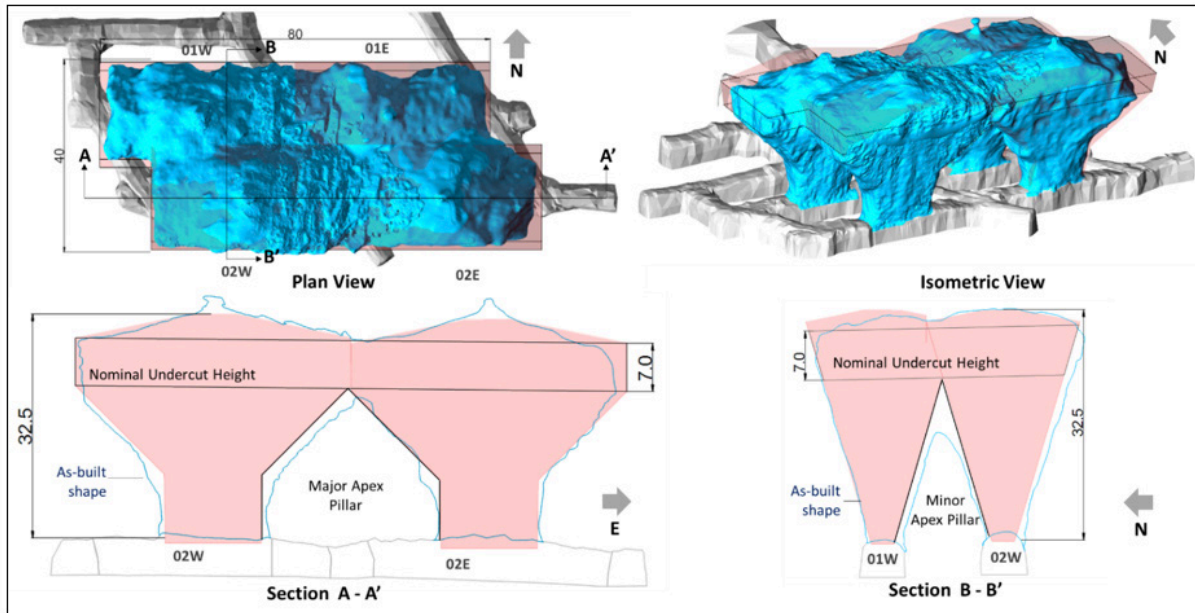 01W
B
80
01E
N
A
40
A'
B'
02W
02E
Plan View
N
Isometric View
Nominal Undercut Height
7.0
32.5
As-built
shape
Major Apex
Pillar
E
02W
02E
Section A - A'
7.0
Nominal Undercut Height
32.5
As-built
shape
Minor
Apex Pillar
N
01W
02W
Section B - B'